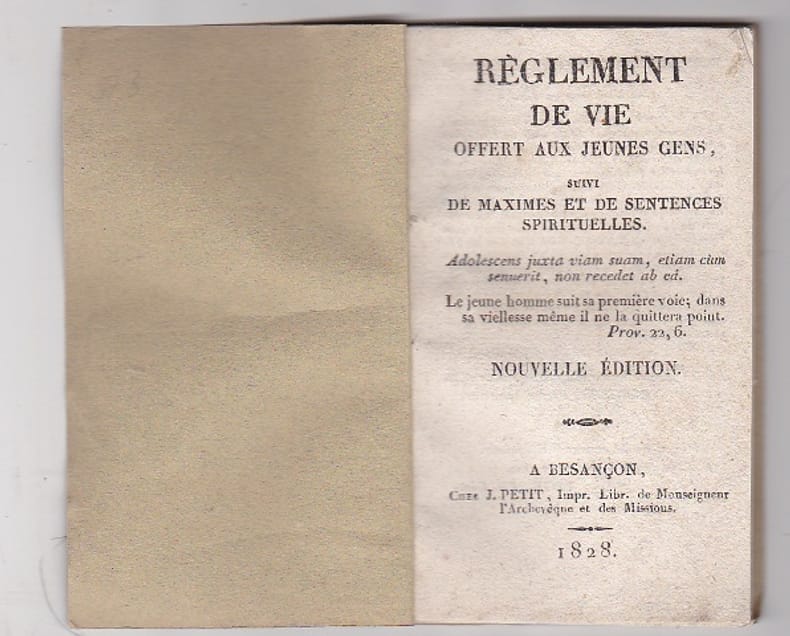 RÈGLEMENT
DE VIE
OFFERT AUX JEUNES GENS,
SUIVI
DE MAXIMES ET DE SENTENCES
SPIRITUELLES.
Adolescens juxta viam suam, etiam cùm
senuerit, non recedet ab eâ.
Le jeune homme suit sa première voie; dans
sa viellesse même il ne la quittera point.
Prov. 22, 6.
NOUVELLE ÉDITION.
A BESANÇON,
Chez J. PETIT, Impr. Libr. de Monseigneur
l'Archevêque et des Missions.
1828.